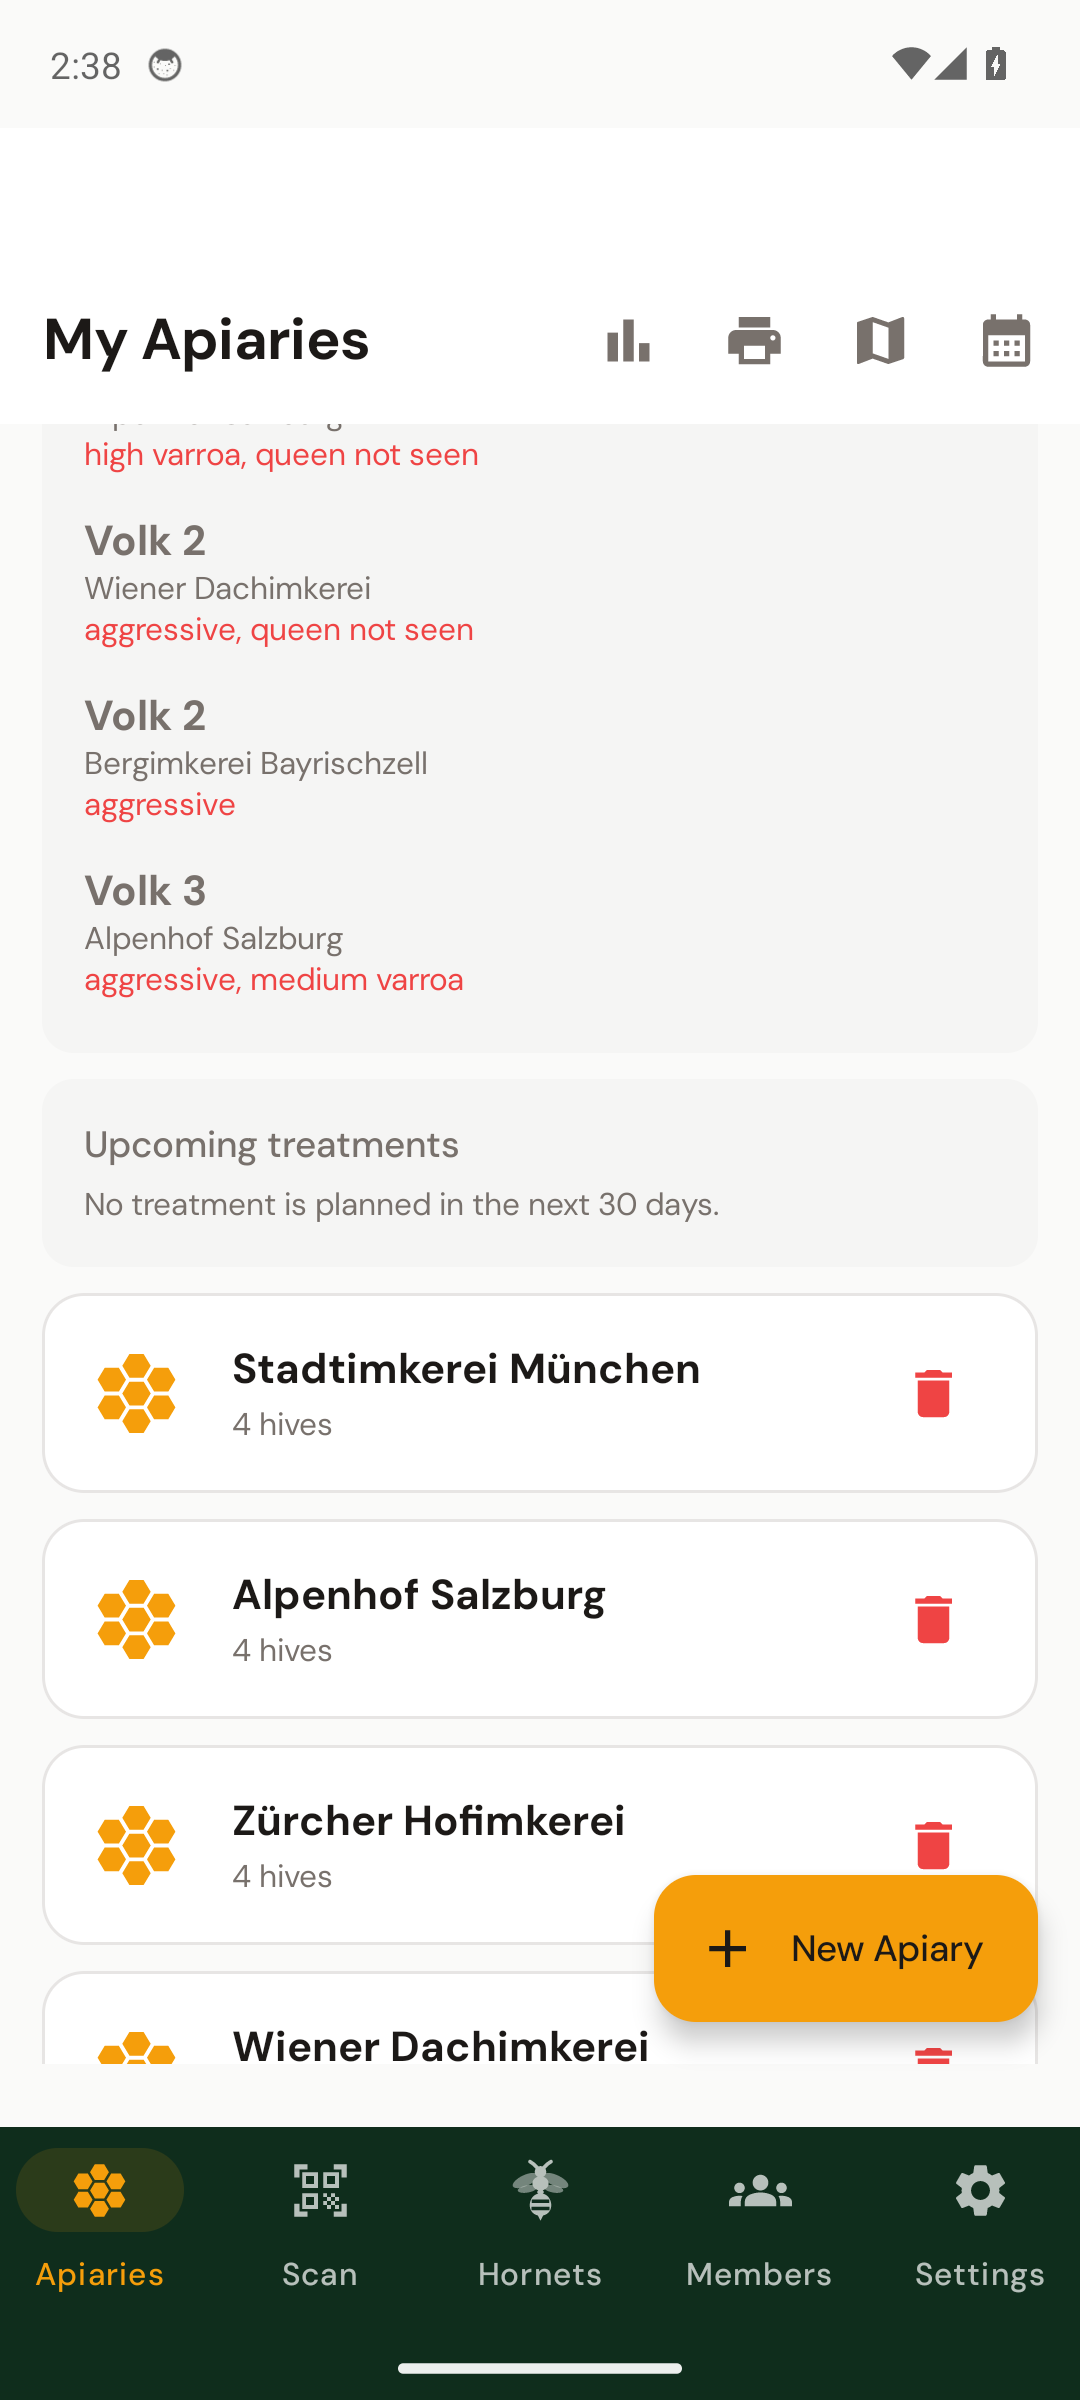 2:38
My Apiaries
high varroa, queen not seen
Volk 2
Wiener Dachimkerei
aggressive, queen not seen
Volk 2
Bergimkerei Bayrischzell
aggressive
Volk 3
Alpenhof Salzburg
aggressive, medium varroa
Upcoming treatments
No treatment is planned in the next 30 days.
Stadtimkerei München
4 hives
Alpenhof Salzburg
4 hives
Zürcher Hofimkerei
4 hives
New Apiary
Wiener Dachimkerei
Apiaries
Scan
Hornets
Members
Settings